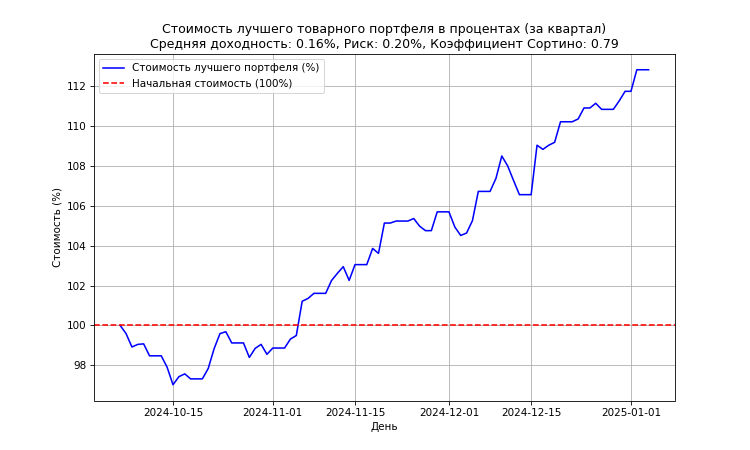 Стоимость лучшего товарного портфеля в процентах (за квартал)
Средняя доходность: 0.16%, Риск: 0.20%, Коэффициент Сортино: 0.79
Стоимость лучшего портфеля (%)
Начальная стоимость (100%)
Стоимость (%)
112
110
108
106
104
102
100
98
2024-10-15
2024-11-01
2024-11-15
2024-12-01
2024-12-15
2025-01-01
День